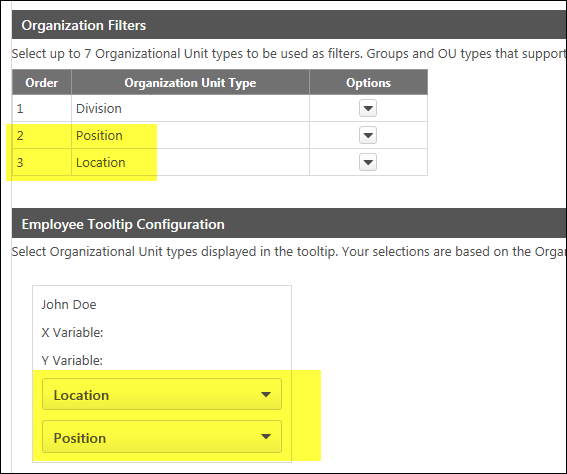 Organization Filters
Select up to 7 Organizational Unit types to be used as filters. Groups and OU types that support
Order Organization Unit Type Options
1 Division
2 Position
3 Location
Employee Tooltip Configuration
Select Organizational Unit types displayed in the tooltip. Your selections are based on the Orga
John Doe
X Variable:
Y Variable:
Location
Position